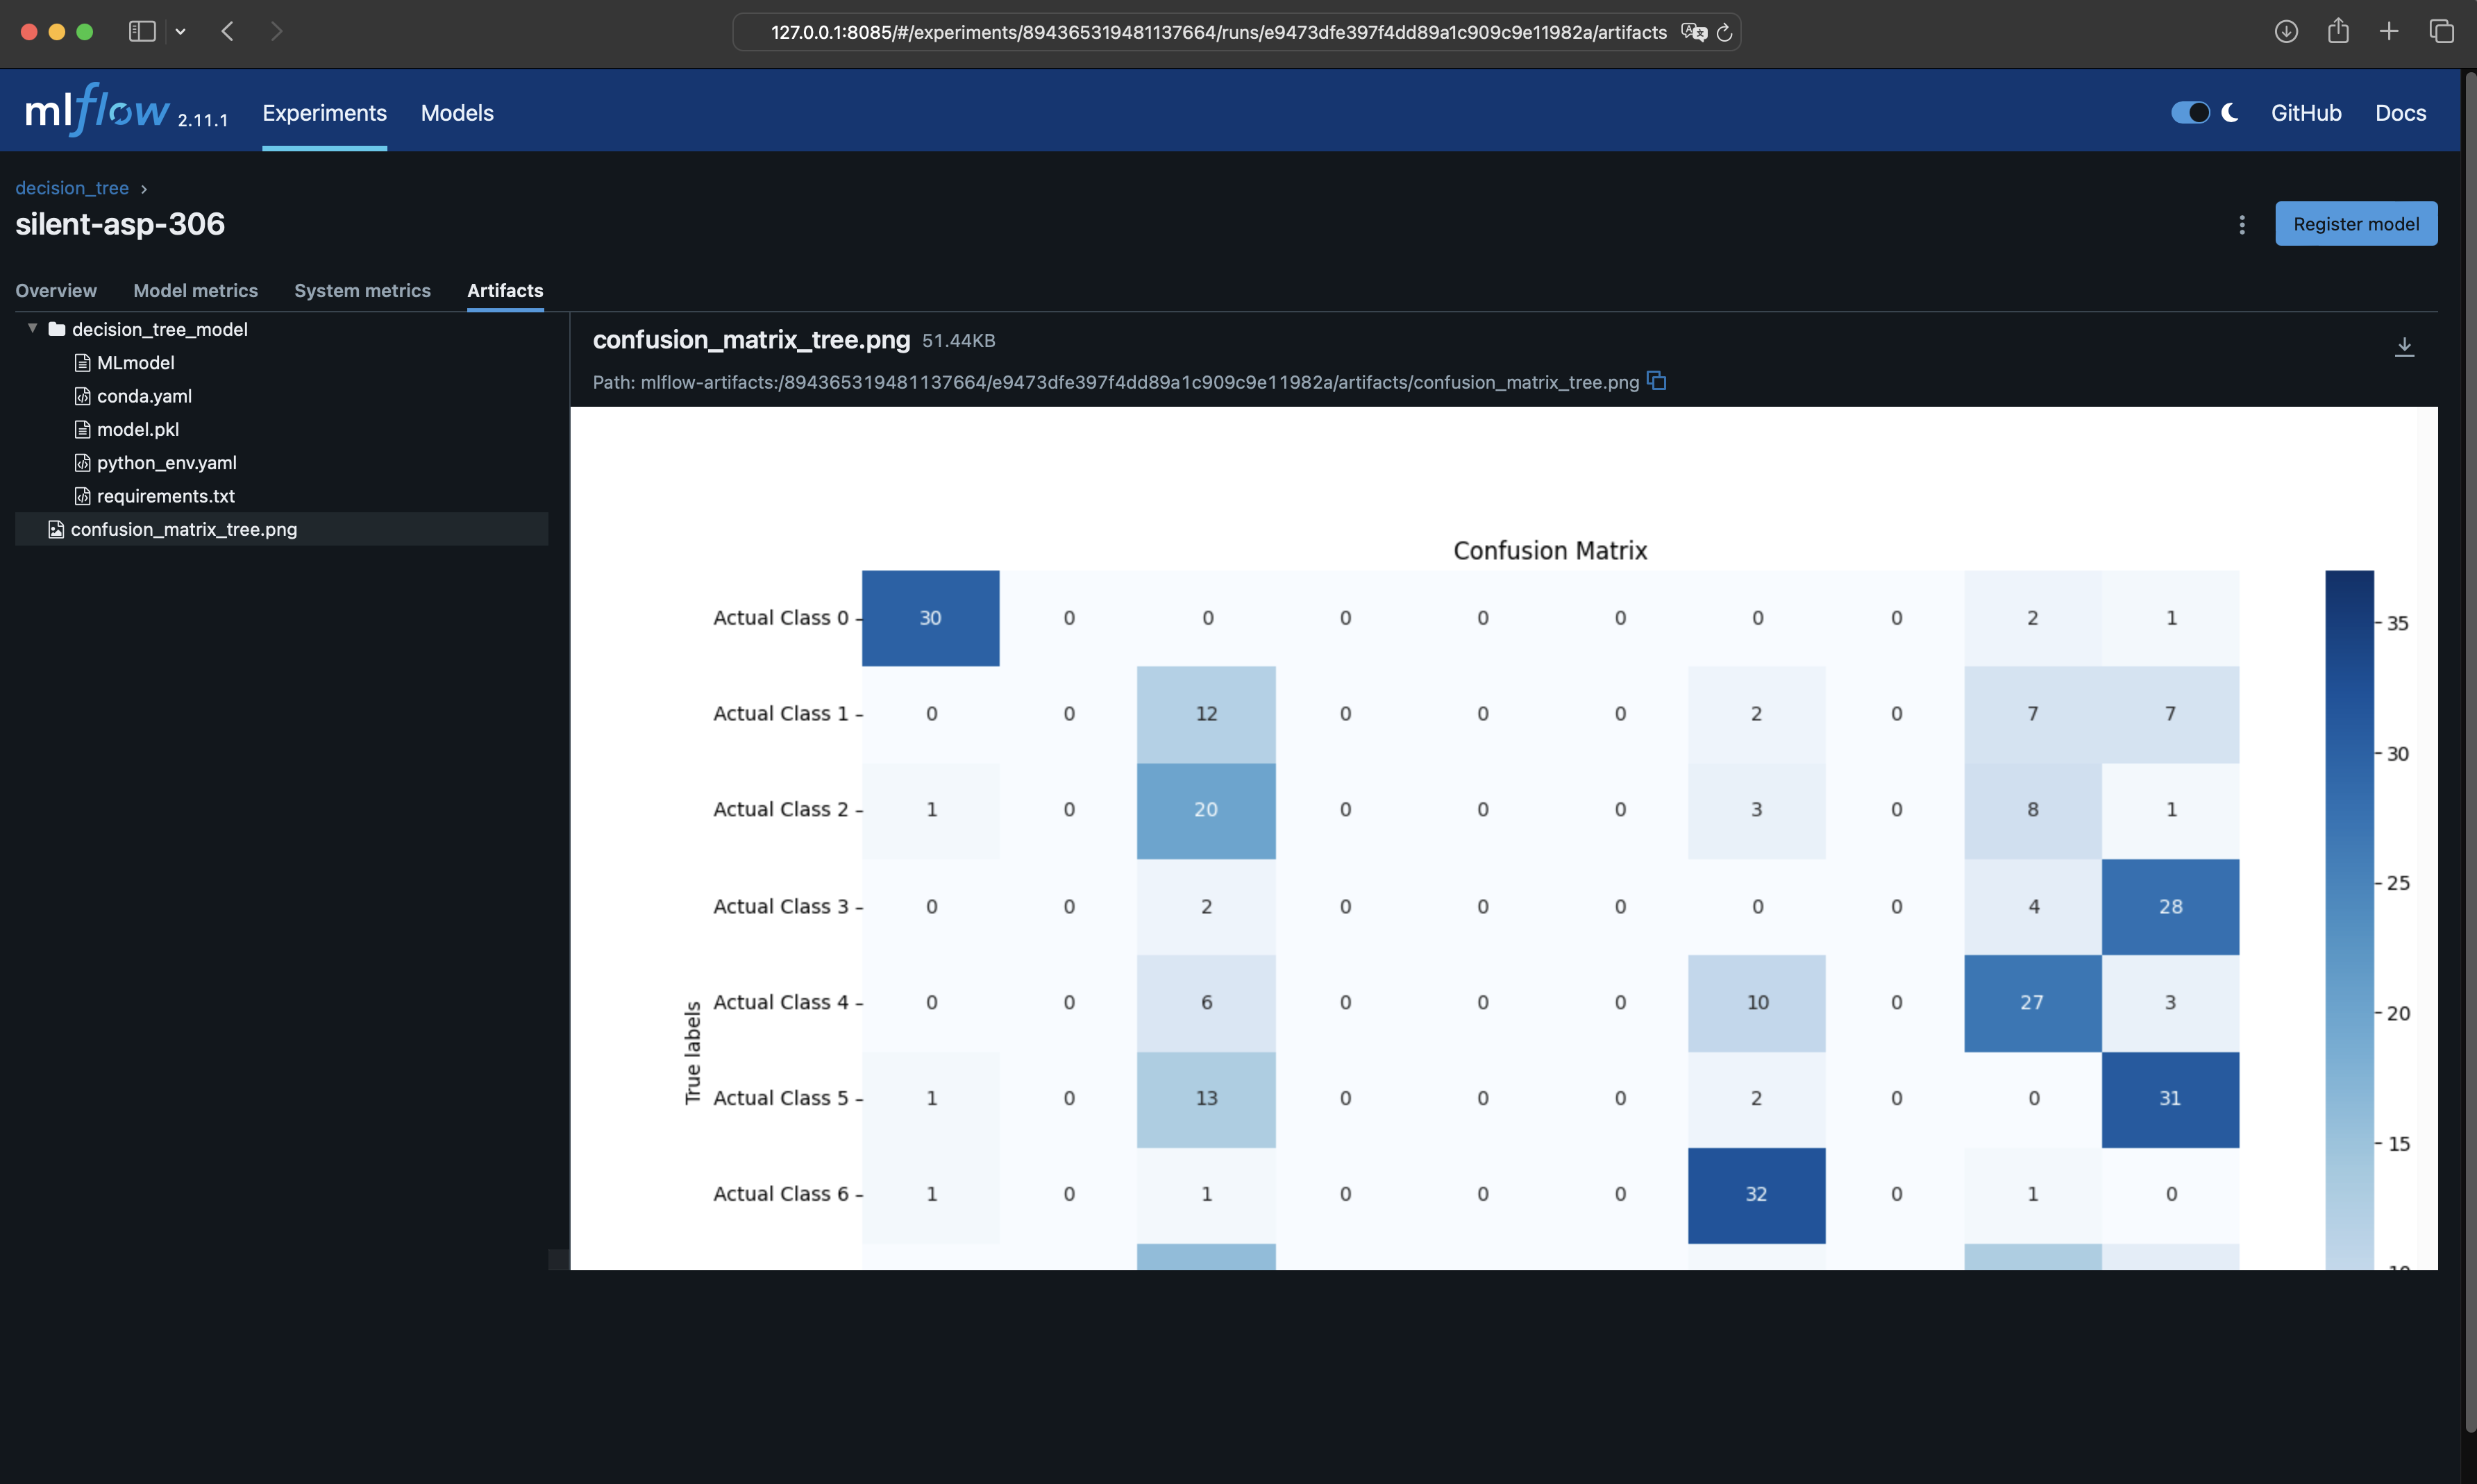 127.0.0.1:8085/#/experiments/894365319481137664/runs/e9473dfe397f4dd89a1c909c9e11982a/artifacts
mlflow 2.11.1 Experiments Models GitHub Docs
decision_tree ›
silent-asp-306
Register model
Overview Model metrics System metrics Artifacts
decision_tree_model
MLmodel
conda.yaml
model.pkl
python_env.yaml
requirements.txt
confusion_matrix_tree.png
confusion_matrix_tree.png 51.44KB
Path: mlflow-artifacts:/894365319481137664/e9473dfe397f4dd89a1c909c9e11982a/artifacts/confusion_matrix_tree.png
Confusion Matrix
True labels
Actual Class 0 30 0 0 0 0 0 0 0 2 1
Actual Class 1 0 0 12 0 0 0 2 0 7 7
Actual Class 2 1 0 20 0 0 0 3 0 8 1
Actual Class 3 0 0 2 0 0 0 0 0 4 28
Actual Class 4 0 0 6 0 0 0 10 0 27 3
Actual Class 5 1 0 13 0 0 0 2 0 0 31
Actual Class 6 1 0 1 0 0 0 32 0 1 0
35
30
25
20
15